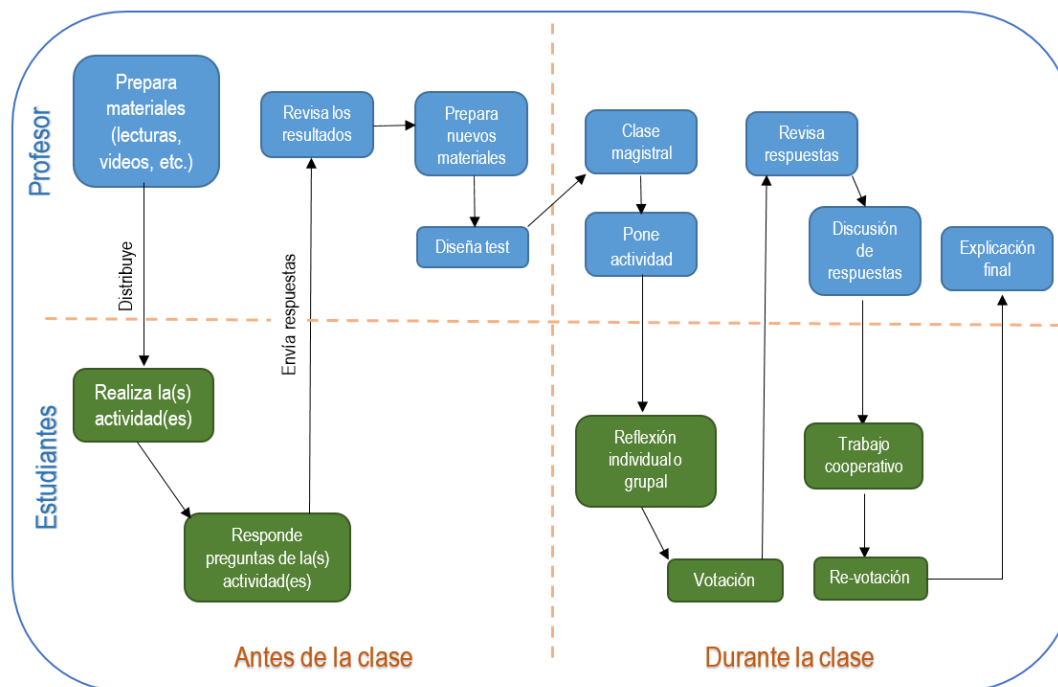 Profesor
Estudiantes
Prepara
materiales
(lecturas,
videos, etc.)
Distribuye
Realiza la(s)
actividad(es)
Responde
preguntas de la(s)
actividad(es)
Envía respuestas
Revisa los
resultados
Prepara
nuevos
materiales
Diseña test
Clase
magistral
Pone
actividad
Reflexión
individual o
grupal
Votación
Revisa
respuestas
Discusión
de
respuestas
Trabajo
cooperativo
Re-votación
Explicación
final
Antes de la clase
Durante la clase